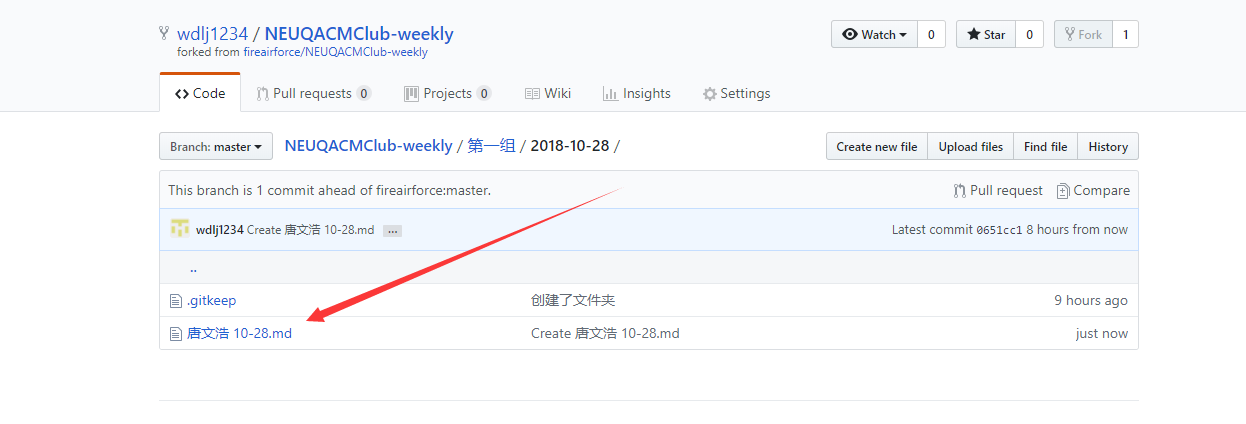 wdlj1234 / NEUQACMClub-weekly
forked from fireairforce/NEUQACMClub-weekly
Watch 0 Star 0 Fork 1
Code Pull requests 0 Projects 0 Wiki Insights Settings
Branch: master NEUQACMClub-weekly / 第一组 / 2018-10-28 / Create new file Upload files Find file History
This branch is 1 commit ahead of fireairforce:master. Pull request Compare
wdlj1234 Create 唐文浩 10-28.md ... Latest commit 0651cc1 8 hours from now
..
.gitkeep 创建了文件夹 9 hours ago
唐文浩 10-28.md Create 唐文浩 10-28.md just now